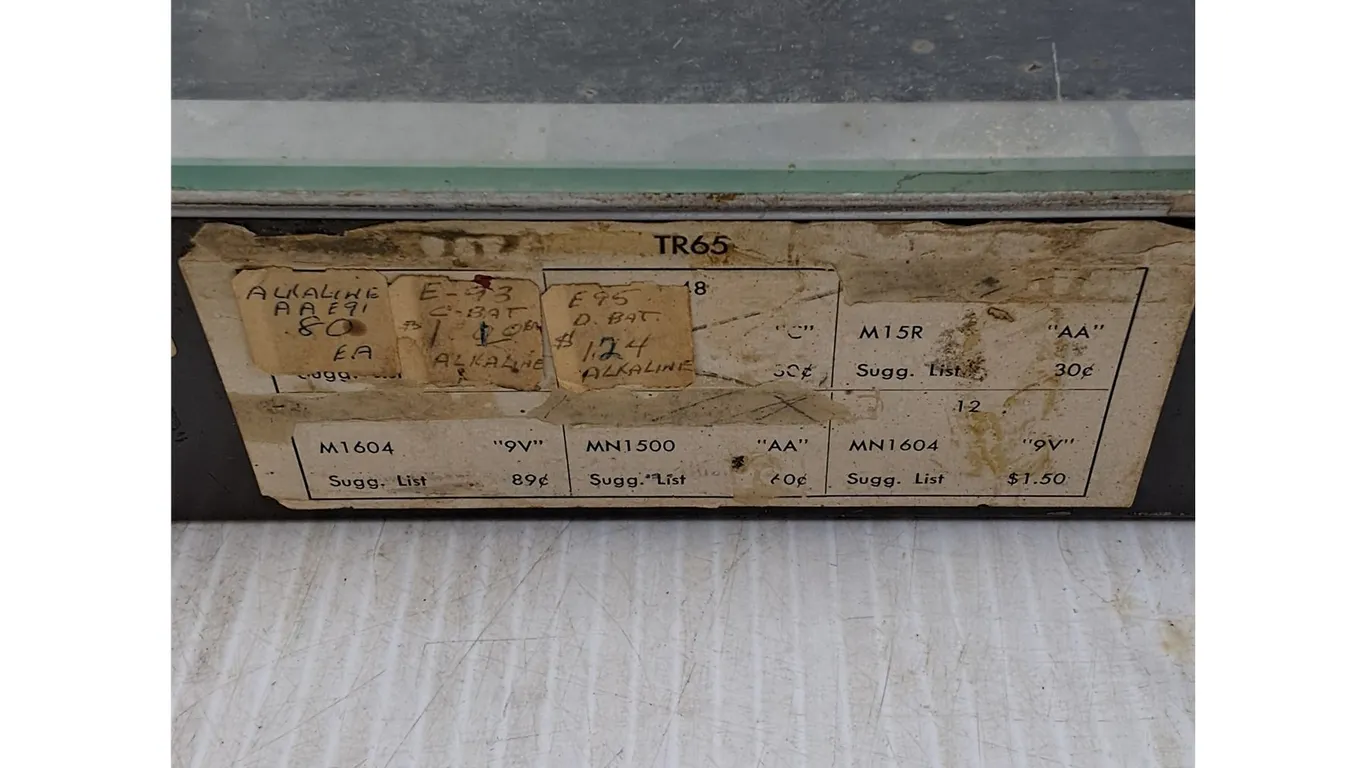 TR65
ALKALINE
AA E91
.80
EA
E-93
C-BAT
ALKALINE
E95
D. BAT.
$1.24
ALKALINE
"C"
M15R "AA"
Sugg. List 30¢
12
M1604 "9V"
Sugg. List 89¢
MN1500 "AA"
Sugg. List
MN1604 "9V"
Sugg. List $1.50